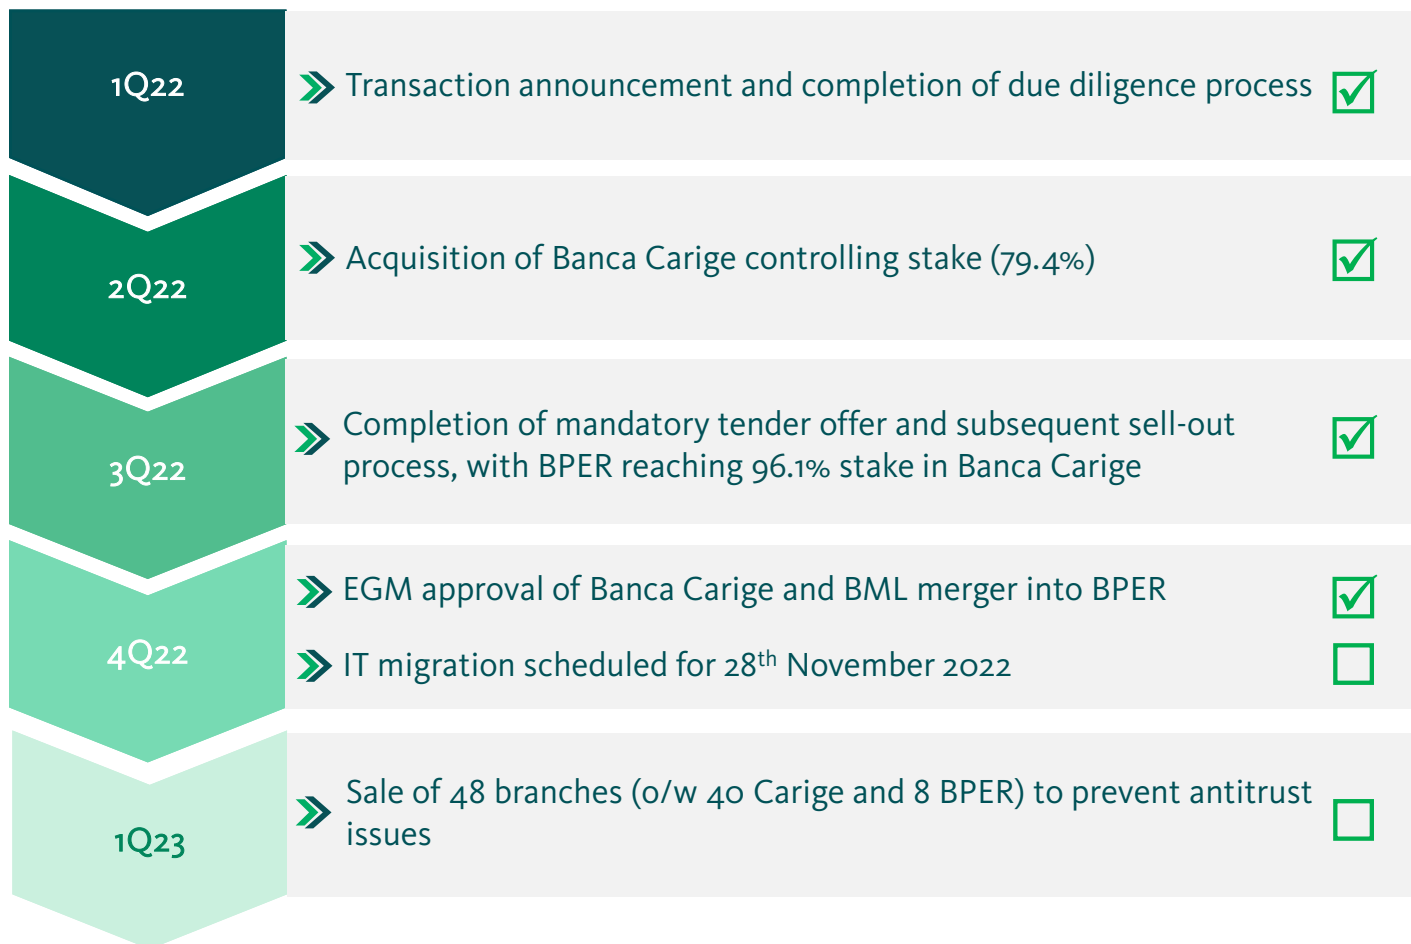 1Q22
Transaction announcement and completion of due diligence process
2Q22
Acquisition of Banca Carige controlling stake (79.4%)
3Q22
Completion of mandatory tender offer and subsequent sell-out
process, with BPER reaching 96.1% stake in Banca Carige
4Q22
EGM approval of Banca Carige and BML merger into BPER
IT migration scheduled for 28th November 2022
1Q23
Sale of 48 branches (o/w 40 Carige and 8 BPER) to prevent antitrust
issues